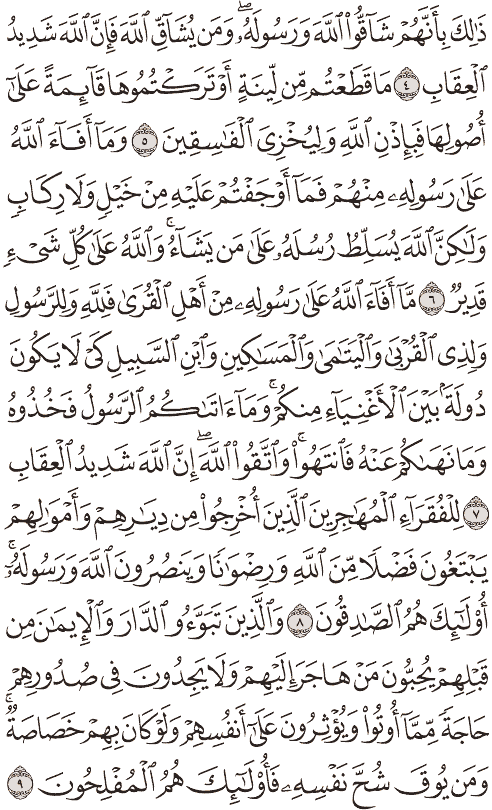 ذَٰلِكَ بِأَنَّهُمْ شَآقُّوا۟ ٱللَّهَ وَرَسُولَهُۥ ۖ وَمَن يُشَآقِّ ٱللَّهَ فَإِنَّ ٱللَّهَ شَدِيدُ
ٱلْعِقَابِ ٤ مَا قَطَعْتُم مِّن لِّينَةٍ أَوْ تَرَكْتُمُوهَا قَآئِمَةً عَلَىٰٓ
أُصُولِهَا فَبِإِذْنِ ٱللَّهِ وَلِيُخْزِىَ ٱلْفَٰسِقِينَ ٥ وَمَآ أَفَآءَ ٱللَّهُ
عَلَىٰ رَسُولِهِۦ مِنْهُمْ فَمَآ أَوْجَفْتُمْ عَلَيْهِ مِنْ خَيْلٍ وَلَا رِكَابٍ
وَلَٰكِنَّ ٱللَّهَ يُسَلِّطُ رُسُلَهُۥ عَلَىٰ مَن يَشَآءُ ۚ وَٱللَّهُ عَلَىٰ كُلِّ شَىْءٍ
قَدِيرٌ ٦ مَّآ أَفَآءَ ٱللَّهُ عَلَىٰ رَسُولِهِۦ مِنْ أَهْلِ ٱلْقُرَىٰ فَلِلَّهِ وَلِلرَّسُولِ
وَلِذِى ٱلْقُرْبَىٰ وَٱلْيَتَٰمَىٰ وَٱلْمَسَٰكِينِ وَٱبْنِ ٱلسَّبِيلِ كَىْ لَا يَكُونَ
دُولَةًۢ بَيْنَ ٱلْأَغْنِيَآءِ مِنكُمْ ۚ وَمَآ ءَاتَىٰكُمُ ٱلرَّسُولُ فَخُذُوهُ
وَمَا نَهَىٰكُمْ عَنْهُ فَٱنتَهُوا۟ ۚ وَٱتَّقُوا۟ ٱللَّهَ ۖ إِنَّ ٱللَّهَ شَدِيدُ ٱلْعِقَابِ
٧ لِلْفُقَرَآءِ ٱلْمُهَٰجِرِينَ ٱلَّذِينَ أُخْرِجُوا۟ مِن دِيَٰرِهِمْ وَأَمْوَٰلِهِمْ
يَبْتَغُونَ فَضْلًا مِّنَ ٱللَّهِ وَرِضْوَٰنًا وَيَنصُرُونَ ٱللَّهَ وَرَسُولَهُۥٓ ۚ
أُو۟لَٰٓئِكَ هُمُ ٱلصَّٰدِقُونَ ٨ وَٱلَّذِينَ تَبَوَّءُو ٱلدَّارَ وَٱلْإِيمَٰنَ مِن
قَبْلِهِمْ يُحِبُّونَ مَنْ هَاجَرَ إِلَيْهِمْ وَلَا يَجِدُونَ فِى صُدُورِهِمْ
حَاجَةً مِّمَّآ أُوتُوا۟ وَيُؤْثِرُونَ عَلَىٰٓ أَنفُسِهِمْ وَلَوْ كَانَ بِهِمْ خَصَاصَةٌ ۚ
وَمَن يُوقَ شُحَّ نَفْسِهِۦ فَأُو۟لَٰٓئِكَ هُمُ ٱلْمُفْلِحُونَ ٩